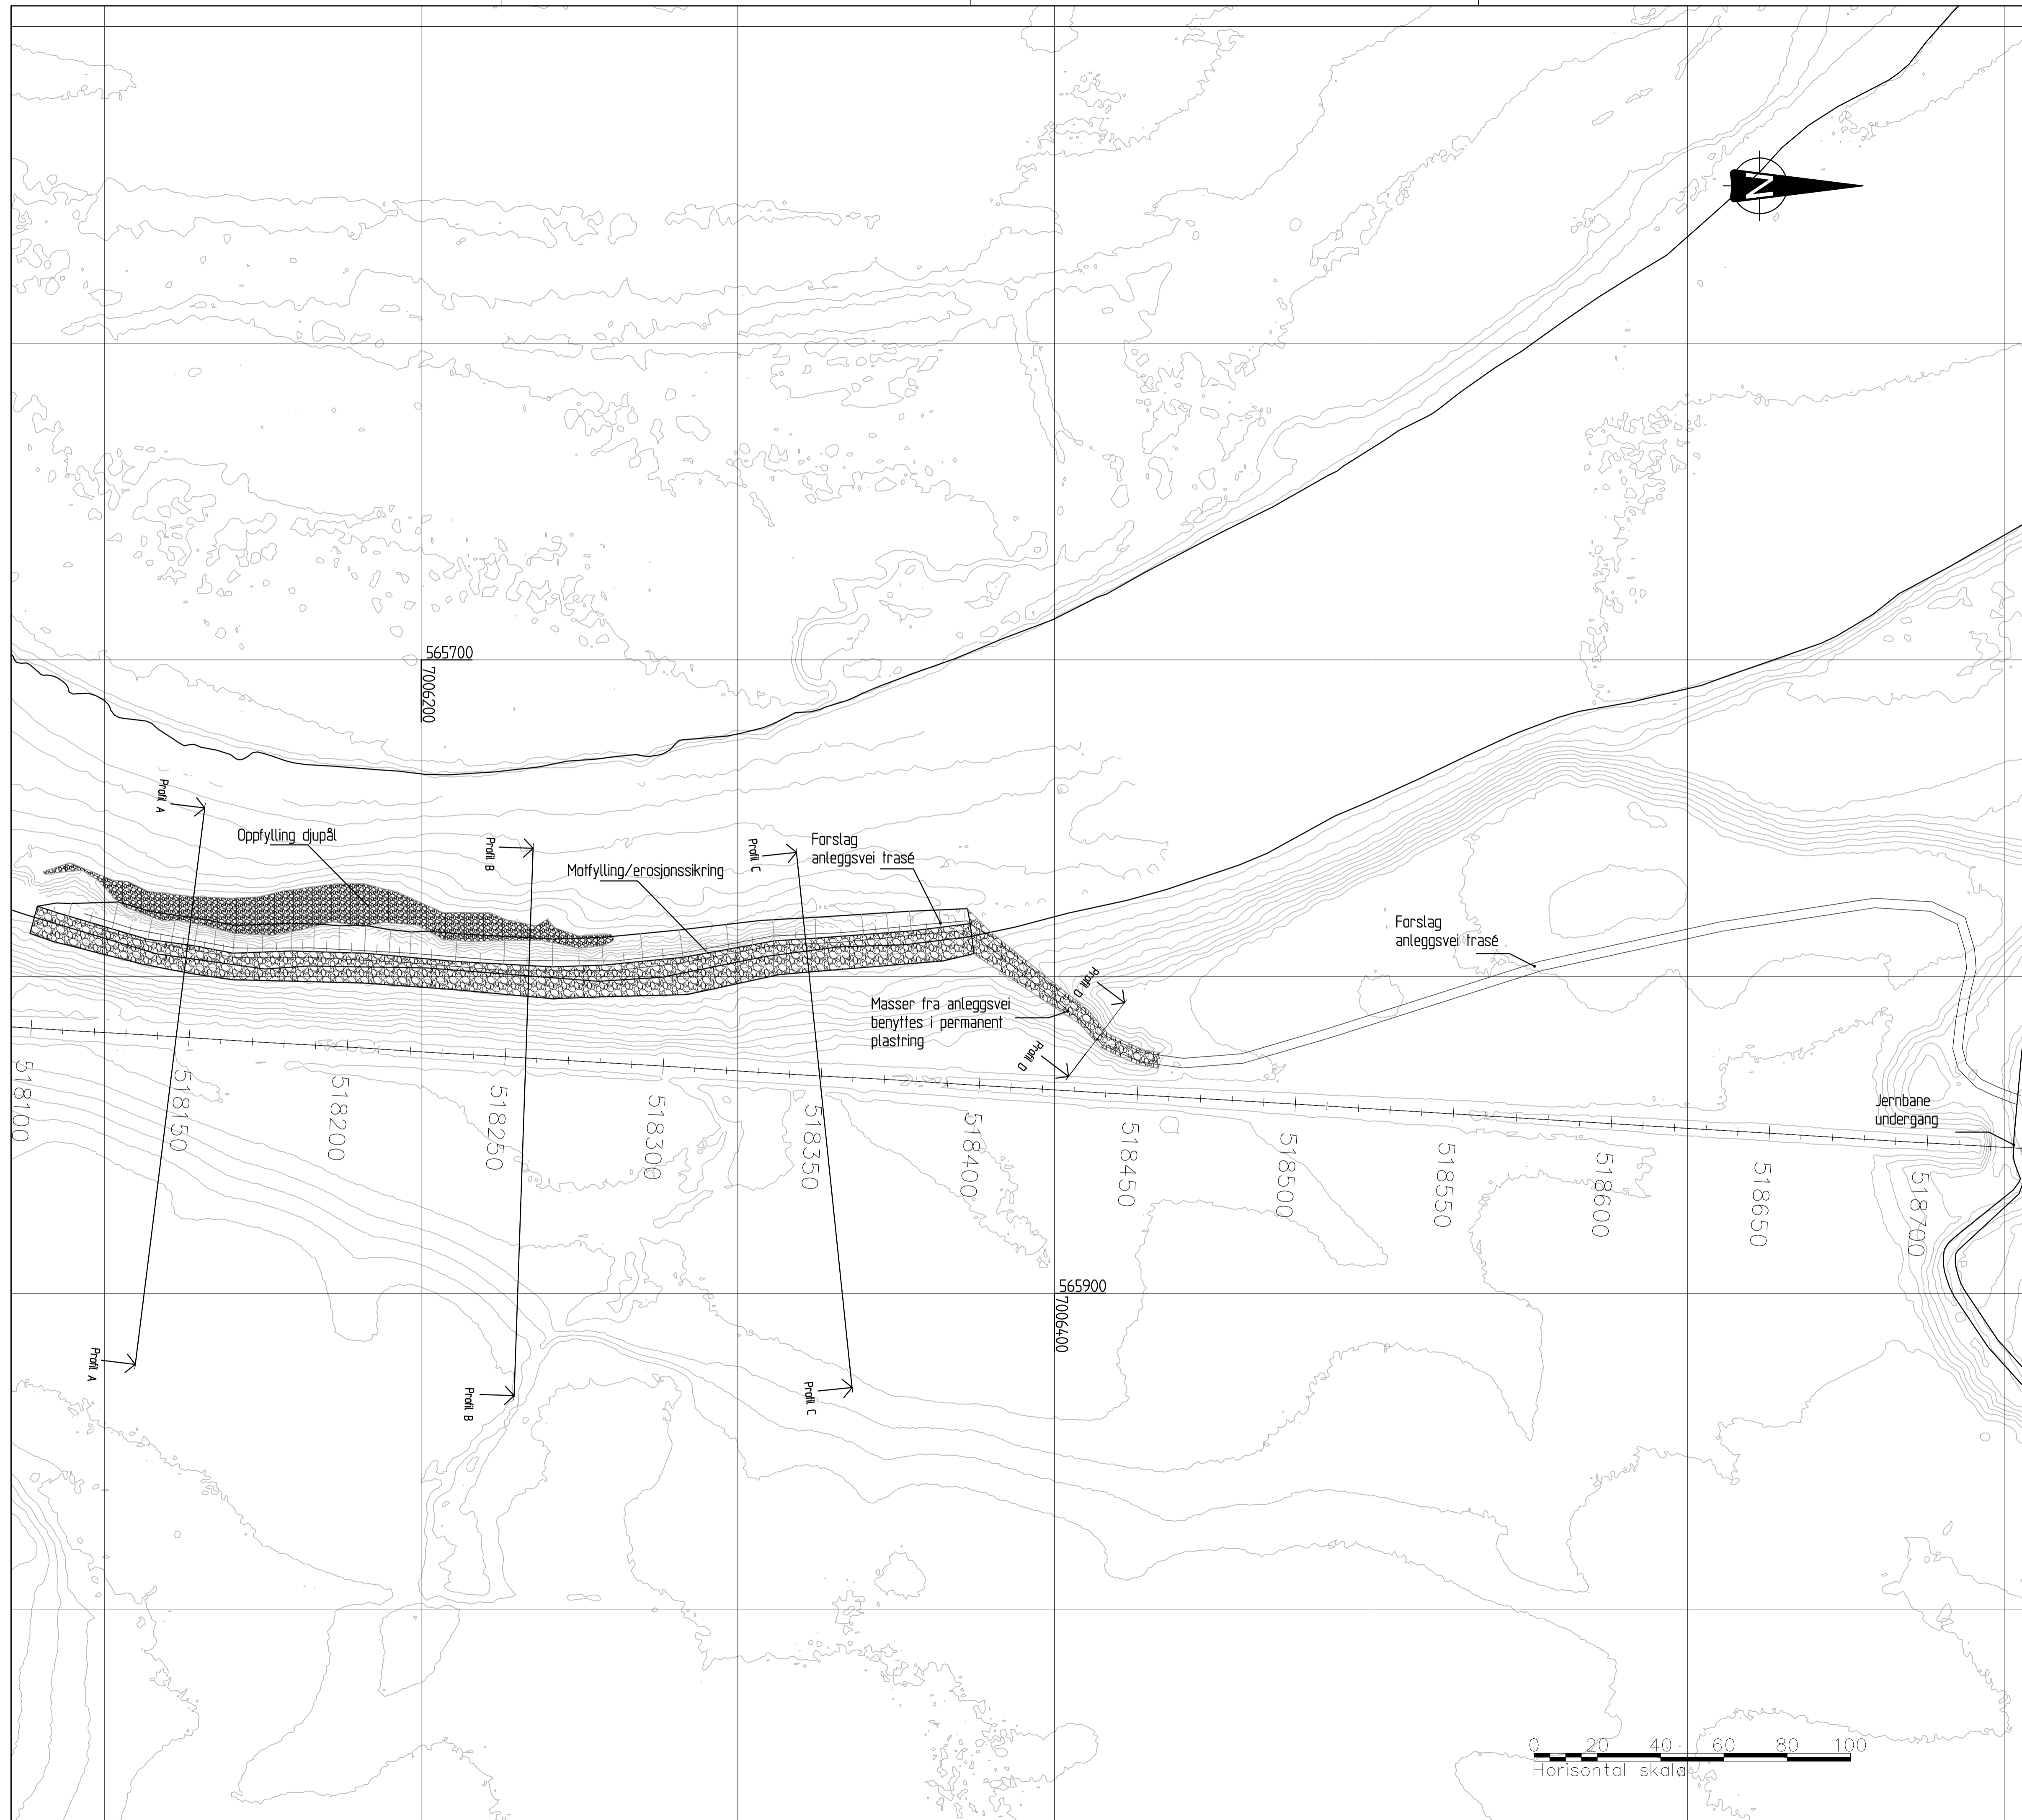 N
565700
7006200
Profil A
Oppfylling djupål
Profil B
Motfylling/erosjonssikring
Profil C
Forslag
anleggsvei trasé
Forslag
anleggsvei trasé
Profil D
Masser fra anleggsvei
benyttes i permanent
plastring
Profil D
Jernbane
undergang
518100
518150
518200
518250
518300
518350
518400
518450
518500
518550
518600
518650
518700
565900
7006400
Profil A
Profil B
Profil C
0 20 40 60 80 100
Horisontal skala